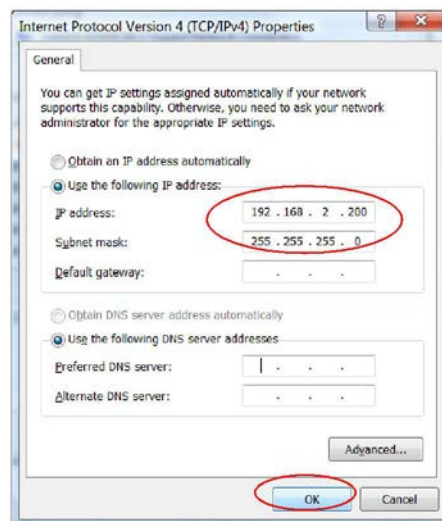 Internet Protocol Version 4 (TCP/IPv4) Properties
?
General
You can get IP settings assigned automatically if your network
supports this capability. Otherwise, you need to ask your network
administrator for the appropriate IP settings.
Obtain an IP address automatically
Use the following IP address:
IP address: 192 . 168 . 2 . 200
Subnet mask: 255 . 255 . 255 . 0
Default gateway: . . .
Obtain DNS server address automatically
Use the following DNS server addresses
Preferred DNS server: . . .
Alternate DNS server: . . .
Advanced...
OK Cancel